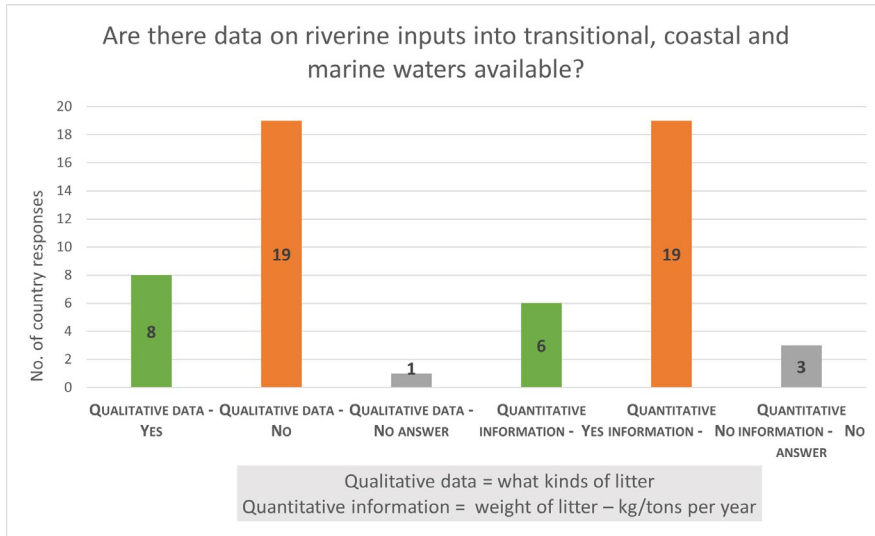 Are there data on riverine inputs into transitional, coastal and
marine waters available?
No. of country responses
20
18
16
14
12
10
8
6
4
2
0
8
19
1
6
19
3
QUALITATIVE DATA -
YES
QUALITATIVE DATA -
NO
QUALITATIVE DATA -
NO ANSWER
QUANTITATIVE
INFORMATION - YES
QUANTITATIVE
INFORMATION - NO
QUANTITATIVE
INFORMATION - NO
ANSWER
Qualitative data = what kinds of litter
Quantitative information = weight of litter – kg/tons per year